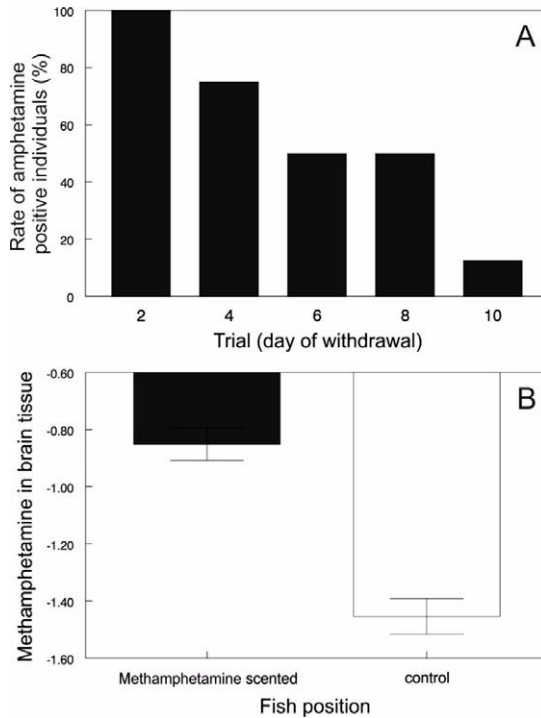 A
Rate of amphetamine
positive individuals (%)
100
80
60
40
20
0
2 4 6 8 10
Trial (day of withdrawal)
B
Methamphetamine in brain tissue
-0.60
-0.80
-1.00
-1.20
-1.40
-1.60
Methamphetamine scented control
Fish position